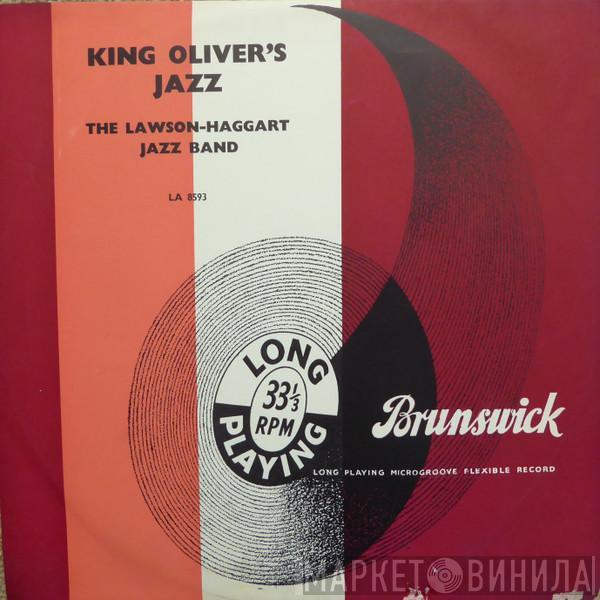 KING OLIVER'S
JAZZ
THE LAWSON-HAGGART
JAZZ BAND
LA 8593
LONG
33⅓
RPM
PLAYING
Brunswick
LONG PLAYING MICROGROOVE FLEXIBLE RECORD
МАРКЕТ ВИНИЛА